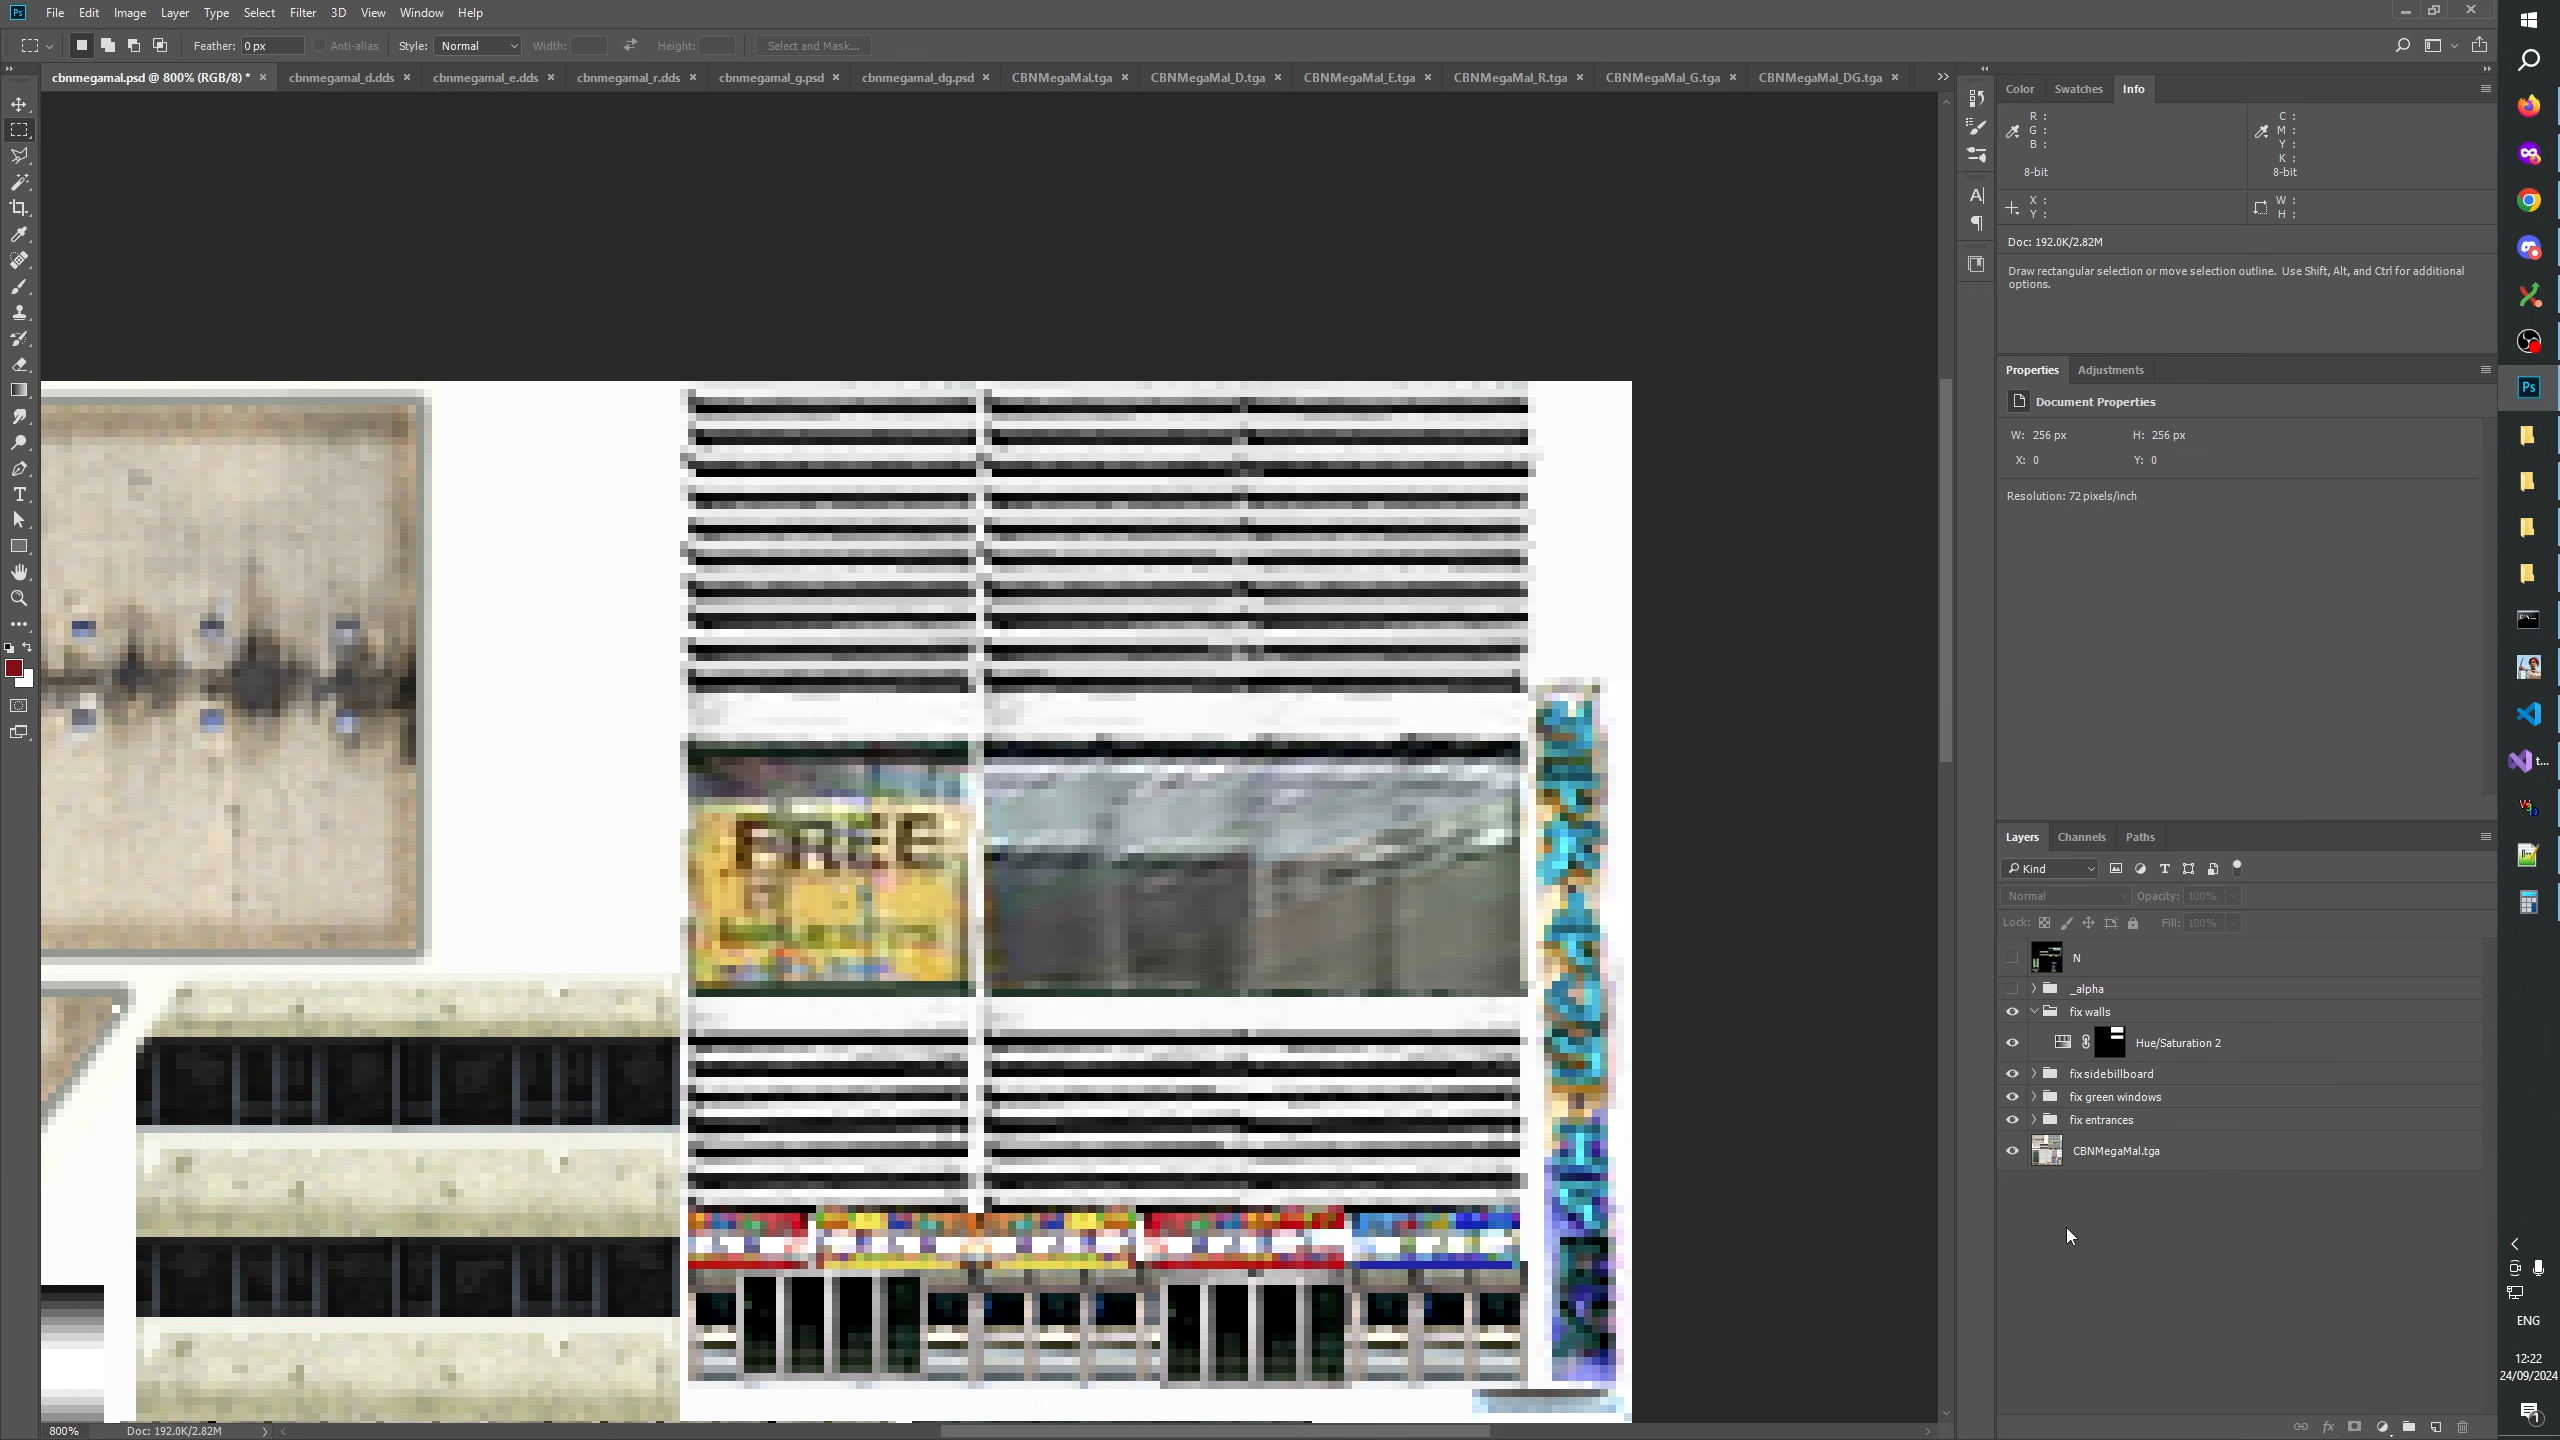 Ps File Edit Image Layer Type Select Filter 3D View Window Help
Feather: 0 px Anti-alias Style: Normal Width: Height: Select and Mask...
cbnmegamal.psd @ 800% (RGB/8) * cbnmegamal_d.dds cbnmegamal_e.dds cbnmegamal_r.dds cbnmegamal_g.psd cbnmegamal_dg.psd CBNMegaMal.tga CBNMegaMal_D.tga CBNMegaMal_E.tga CBNMegaMal_R.tga CBNMegaMal_G.tga CBNMegaMal_DG.tga
Color Swatches Info
R : C :
G : M :
B : Y :
K :
8-bit 8-bit
X : W :
Y : H :
Doc: 192.0K/2.82M
Draw rectangular selection or move selection outline. Use Shift, Alt, and Ctrl for additional
options.
Properties Adjustments
Document Properties
W: 256 px H: 256 px
X: 0 Y: 0
Resolution: 72 pixels/inch
Layers Channels Paths
Kind
Normal Opacity: 100%
Lock: Fill: 100%
N
_alpha
fix walls
Hue/Saturation 2
fix side billboard
fix green windows
fix entrances
CBNMegaMal.tga
800% Doc: 192.0K/2.82M
Ps
t...
ENG
12:22
24/09/2024
1